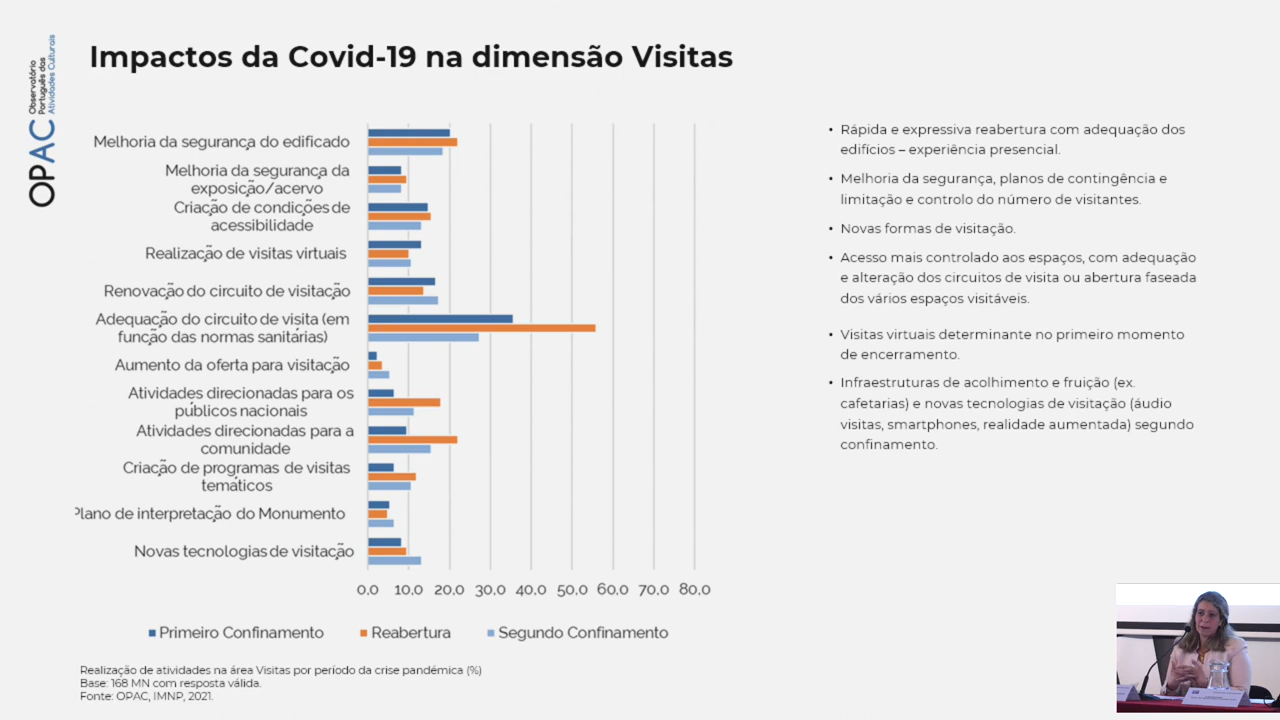 Impactos da Covid-19 na dimensão Visitas
OPAC Observatório
Português das
Atividades Culturais
Melhoria da segurança do edificado
Melhoria da segurança da
exposição/acervo
Criação de condições de
acessibilidade
Realização de visitas virtuais
Renovação do circuito de visitação
Adequação do circuito de visita (em
função das normas sanitárias)
Aumento da oferta para visitação
Atividades direcionadas para os
públicos nacionais
Atividades direcionadas para a
comunidade
Criação de programas de visitas
temáticos
Plano de interpretação do Monumento
Novas tecnologias de visitação
0,0 10,0 20,0 30,0 40,0 50,0 60,0 70,0 80,0
Primeiro Confinamento Reabertura Segundo Confinamento
Realização de atividades na área Visitas por período da crise pandémica (%)
Base: 168 MN com resposta válida.
Fonte: OPAC, IMNP, 2021.
• Rápida e expressiva reabertura com adequação dos
edifícios – experiência presencial.
• Melhoria da segurança, planos de contingência e
limitação e controlo do número de visitantes.
• Novas formas de visitação.
• Acesso mais controlado aos espaços, com adequação
e alteração dos circuitos de visita ou abertura faseada
dos vários espaços visitáveis.
• Visitas virtuais determinante no primeiro momento
de encerramento.
• Infraestruturas de acolhimento e fruição (ex.
cafetarias) e novas tecnologias de visitação (áudio
visitas, smartphones, realidade aumentada) segundo
confinamento.